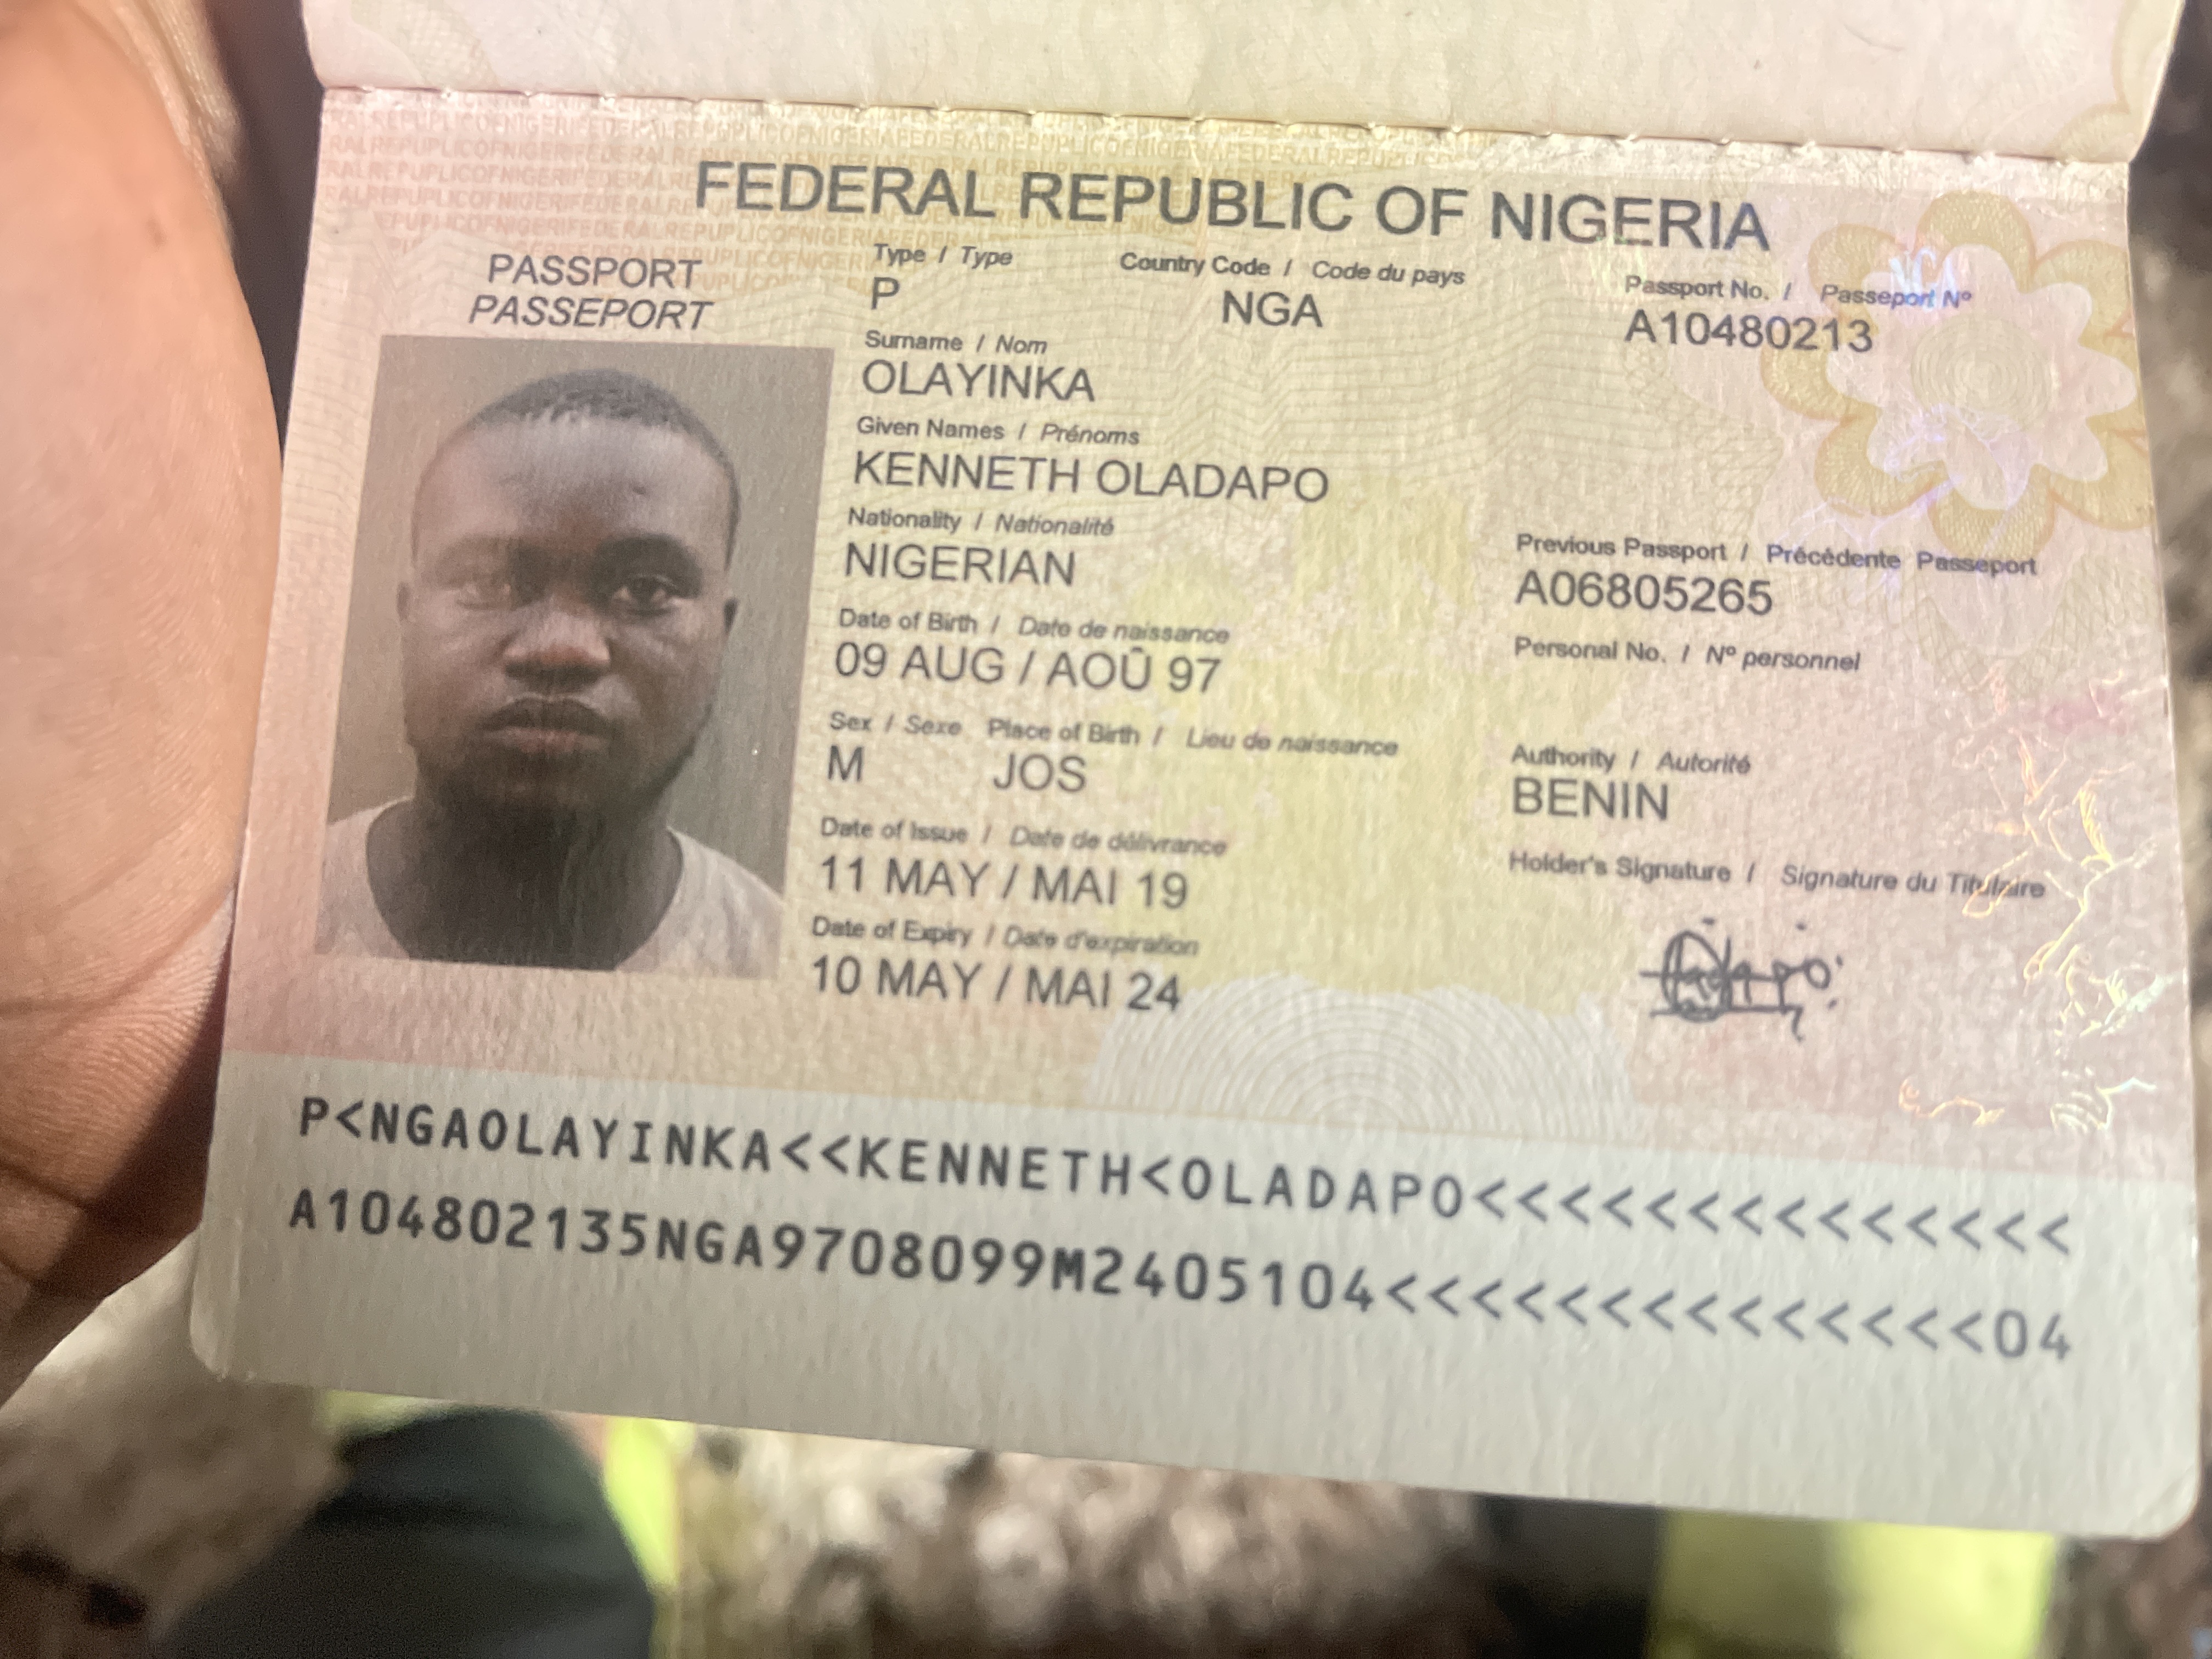 FEDERAL REPUBLIC OF NIGERIA
PASSPORT
PASSEPORT
Type / Type
P
Country Code / Code du pays
NGA
Passport No. / Passeport Nº
A10480213
Surname / Nom
OLAYINKA
Given Names / Prénoms
KENNETH OLADAPO
Nationality / Nationalité
NIGERIAN
Previous Passport / Précédente Passeport
A06805265
Date of Birth / Date de naissance
09 AUG / AOÛ 97
Personal No. / Nº personnel
Sex / Sexe
M
Place of Birth / Lieu de naissance
JOS
Authority / Autorité
BENIN
Date of Issue / Date de délivrance
11 MAY / MAI 19
Holder's Signature / Signature du Titulaire
Date of Expiry / Date d'expiration
10 MAY / MAI 24
P<NGAOLAYINKA<<KENNETH<OLADAPO<<<<<<<<<<<<<<
A104802135NGA9708099M2405104<<<<<<<<<<<<<<04